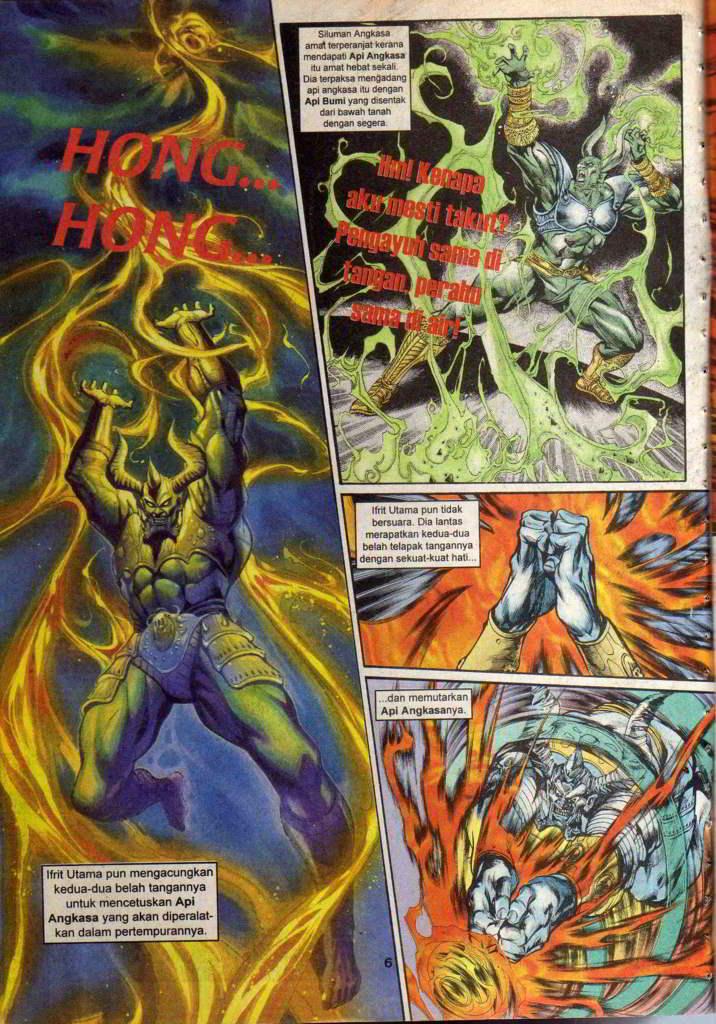 HONG...
HONG...
Ifrit Utama pun mengacungkan
kedua-dua belah tangannya
untuk mencetuskan Api
Angkasa yang akan diperalat-
kan dalam pertempurannya.
Siluman Angkasa
amat terperanjat kerana
mendapati Api Angkasa
itu amat hebat sekali.
Dia terpaksa mengadang
api angkasa itu dengan
Api Bumi yang disentak
dari bawah tanah
dengan segera.
Hm! Kenapa
aku mesti takut?
Pengayuh sama di
tangan, perahu
sama di air!
Ifrit Utama pun tidak
bersuara. Dia lantas
merapatkan kedua-dua
belah telapak tangannya
dengan sekuat-kuat hati...
...dan memutarkan
Api Angkasanya.
6